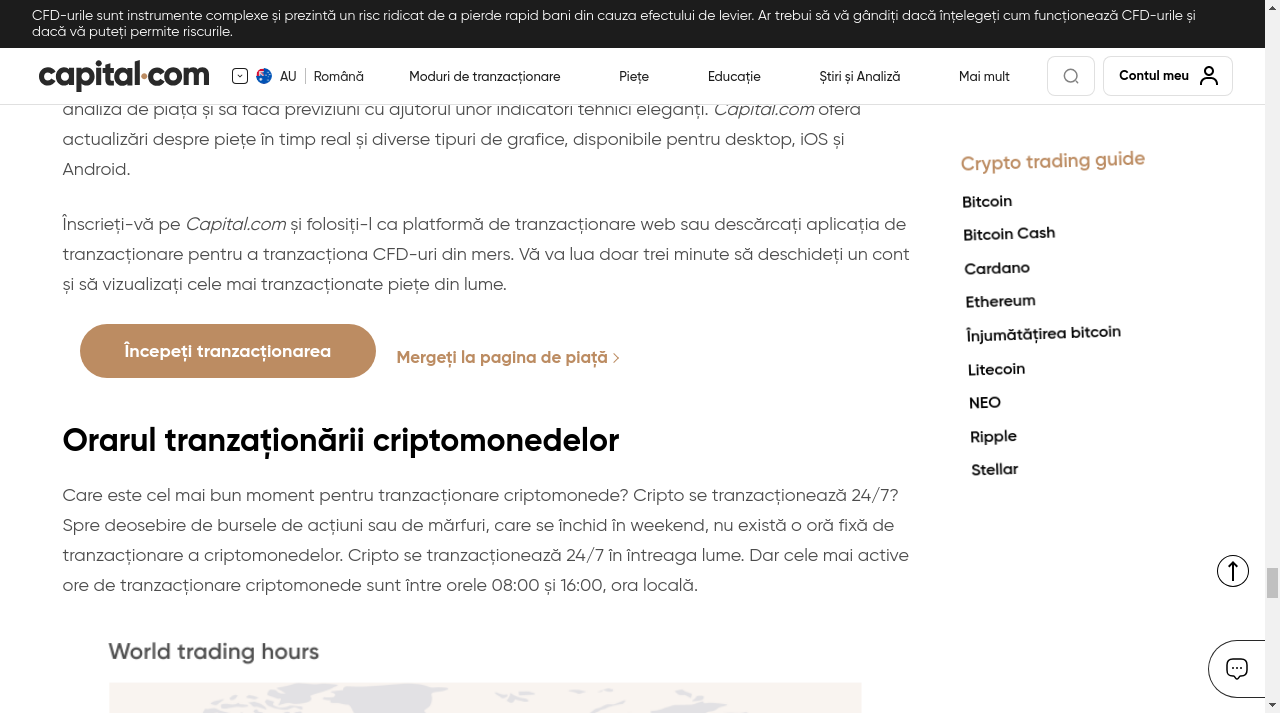 CFD-urile sunt instrumente complexe și prezintă un risc ridicat de a pierde rapid bani din cauza efectului de levier. Ar trebui să vă gândiți dacă înțelegeți cum funcționează CFD-urile și
dacă vă puteți permite riscurile.
capital.com
AU
Română
Moduri de tranzacționare
Piețe
Educație
Știri și Analiză
Mai mult
Contul meu
analiza de piață și să facă previziuni cu ajutorul unor indicatori tehnici eleganți. Capital.com oferă
actualizări despre piețe în timp real și diverse tipuri de grafice, disponibile pentru desktop, iOS și
Android.
Înscrieți-vă pe Capital.com și folosiți-l ca platformă de tranzacționare web sau descărcați aplicația de
tranzacționare pentru a tranzacționa CFD-uri din mers. Vă va lua doar trei minute să deschideți un cont
și să vizualizați cele mai tranzacționate piețe din lume.
Începeți tranzacționarea
Mergeți la pagina de piață
Orarul tranzaționării criptomonedelor
Care este cel mai bun moment pentru tranzacționare criptomonede? Cripto se tranzacționează 24/7?
Spre deosebire de bursele de acțiuni sau de mărfuri, care se închid în weekend, nu există o oră fixă de
tranzacționare a criptomonedelor. Cripto se tranzacționează 24/7 în întreaga lume. Dar cele mai active
ore de tranzacționare criptomonede sunt între orele 08:00 și 16:00, ora locală.
World trading hours
Crypto trading guide
Bitcoin
Bitcoin Cash
Cardano
Ethereum
Înjumătățirea bitcoin
Litecoin
NEO
Ripple
Stellar